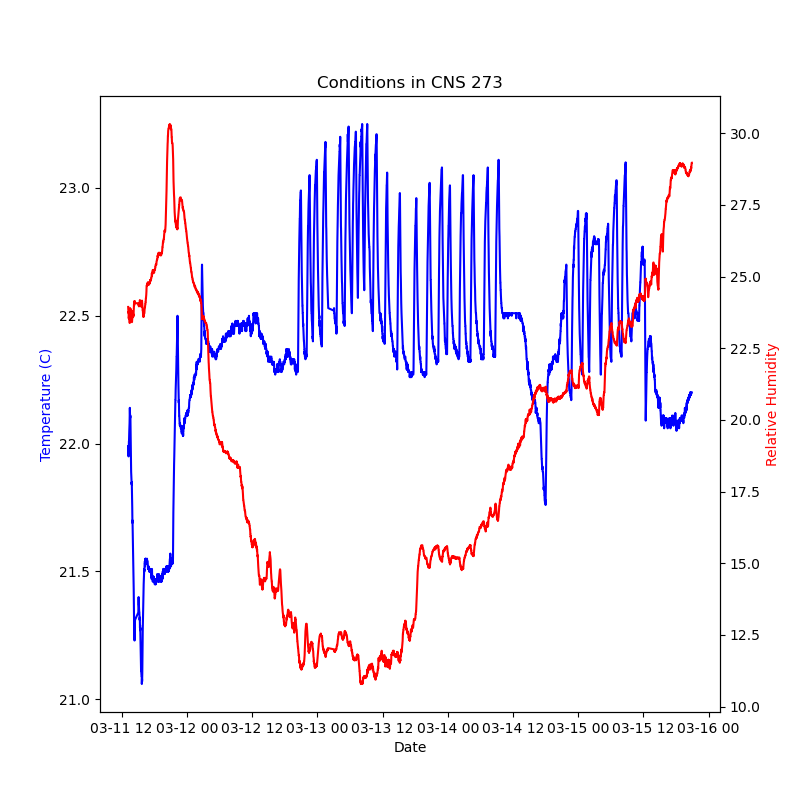 Conditions in CNS 273
Temperature (C)
23.0
22.5
22.0
21.5
21.0
30.0
27.5
25.0
22.5
20.0
17.5
15.0
12.5
10.0
Relative Humidity
03-11 12 03-12 00 03-12 12 03-13 00 03-13 12 03-14 00 03-14 12 03-15 00 03-15 12 03-16 00
Date